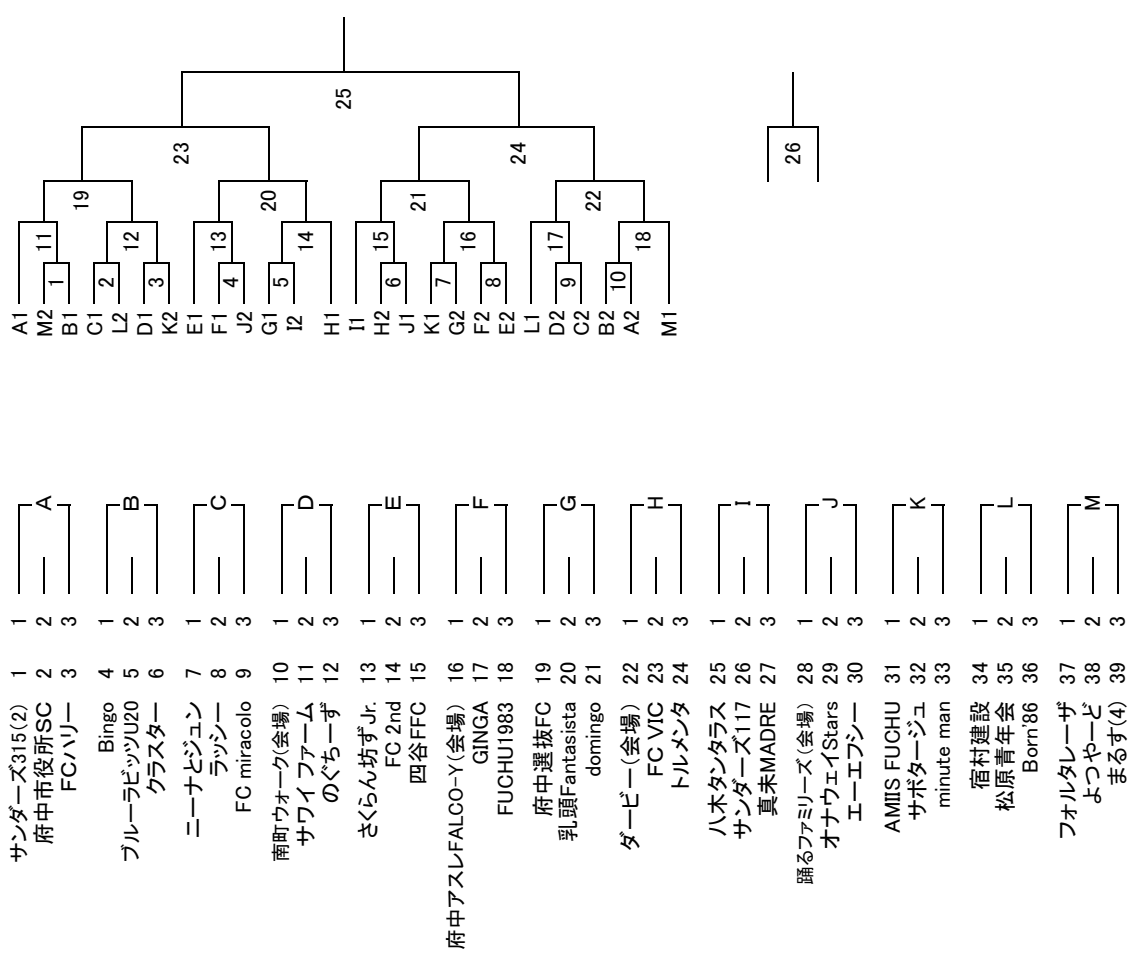 25
23
24
26
19
20
21
22
11
12
13
14
15
16
17
18
1
2
3
4
5
6
7
8
9
10
A1
M2
B1
C1
L2
D1
K2
E1
F1
J2
G1
I2
H1
I1
H2
J1
K1
G2
F2
E2
L1
D2
C2
B2
A2
M1
A
サンダーズ315(2) 1 1
府中市役所SC 2 2
FCハリー 3 3
B
Bingo 4 1
ブルーラビッツU20 5 2
クラスター 6 3
C
ニーナとジュン 7 1
ラッシー 8 2
FC miracolo 9 3
D
南町ウォーク(会場) 10 1
サワイファーム 11 2
のぐちーず 12 3
E
さくらん坊ずJr. 13 1
FC 2nd 14 2
四谷FFC 15 3
F
府中アスレFALCO-Y(会場) 16 1
GINGA 17 2
FUCHU1983 18 3
G
府中選抜FC 19 1
乳頭Fantasista 20 2
domingo 21 3
H
ダービー(会場) 22 1
FC VIC 23 2
トルメンタ 24 3
I
八木タンタラス 25 1
サンダーズ117 26 2
真未MADRE 27 3
J
踊るファミリーズ(会場) 28 1
オナウェイStars 29 2
エーエフシー 30 3
K
AMIIS FUCHU 31 1
サボタージュ 32 2
minute man 33 3
L
宿村建設 34 1
松原青年会 35 2
Born'86 36 3
M
フォルタレーザ 37 1
よつやーど 38 2
まるす(4) 39 3